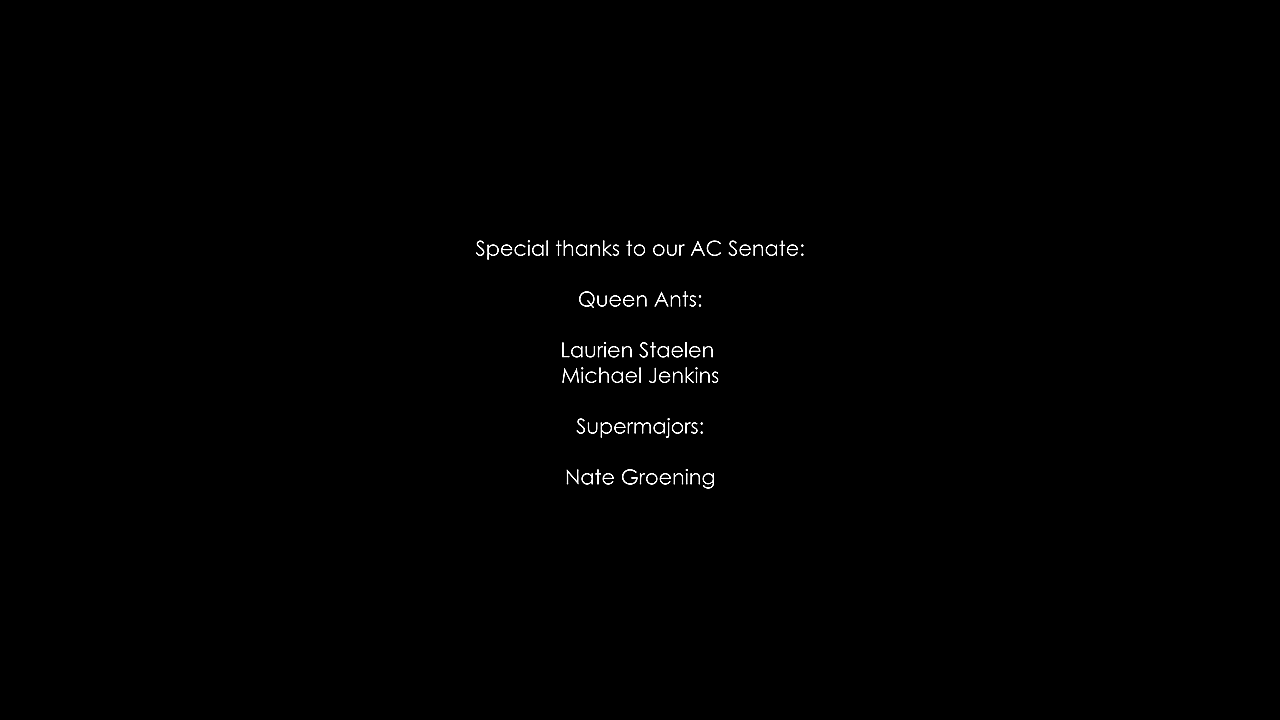 Special thanks to our AC Senate:
Queen Ants:
Laurien Staelen
Michael Jenkins
Supermajors:
Nate Groening